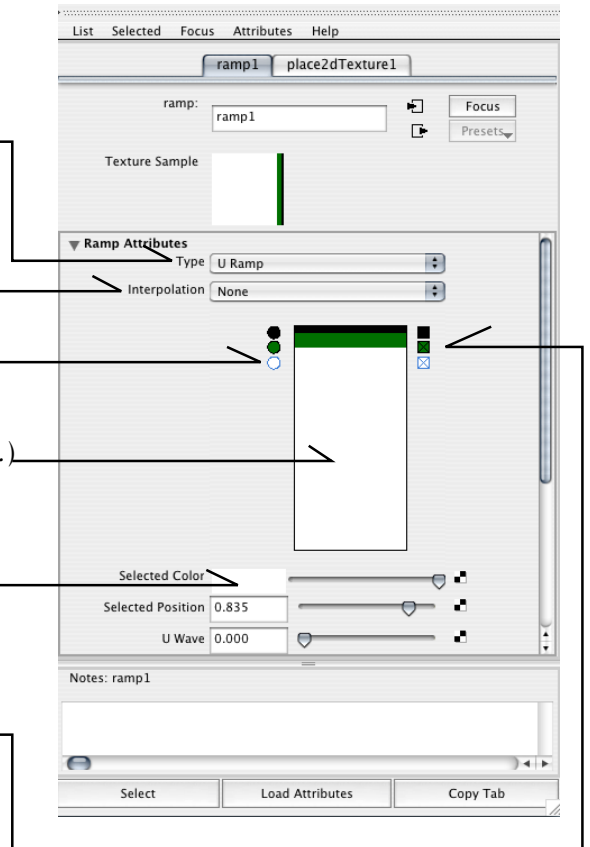 List Selected Focus Attributes Help
ramp1 place2dTexture1
ramp: ramp1 Focus
Presets
Texture Sample
Ramp Attributes
Type U Ramp
Interpolation None
.)
Selected Color
Selected Position 0.835
U Wave 0.000
Notes: ramp1
Select Load Attributes Copy Tab